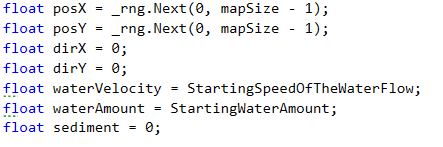 float posX = _rng.Next(0, mapSize - 1);
float posY = _rng.Next(0, mapSize - 1);
float dirX = 0;
float dirY = 0;
float waterVelocity = StartingSpeedOfTheWaterFlow;
float waterAmount = StartingWaterAmount;
float sediment = 0;